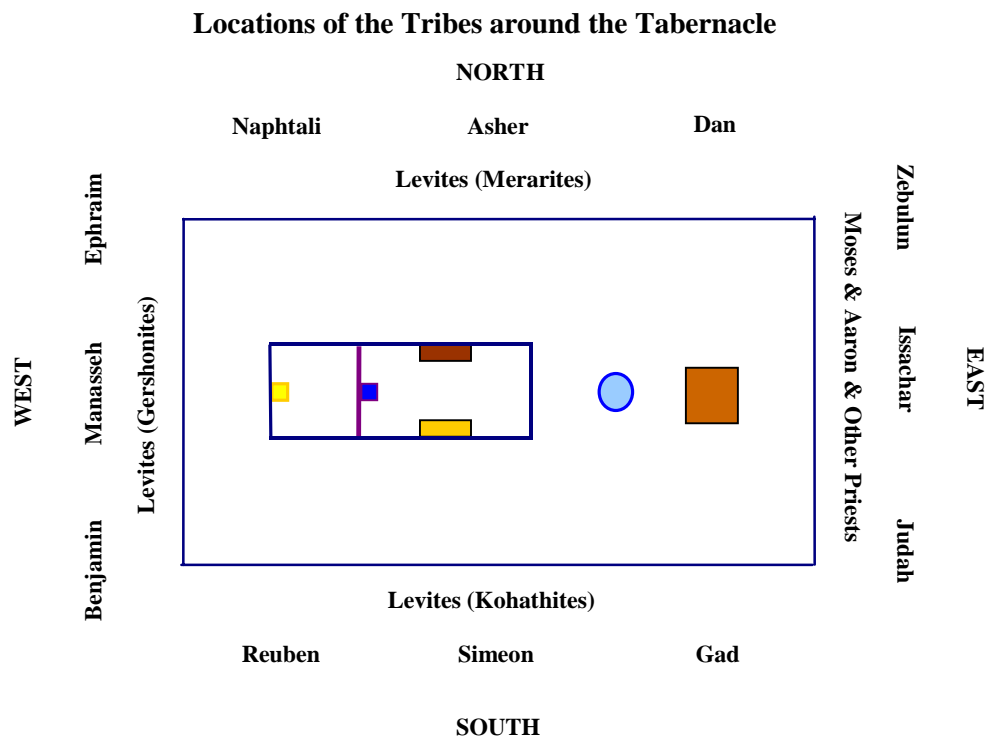 Locations of the Tribes around the Tabernacle
NORTH
Naphtali
Asher
Dan
Levites (Merarites)
WEST
Ephraim
Manasseh
Benjamin
Levites (Gershonites)
Moses & Aaron & Other Priests
Zebulun
Issachar
Judah
EAST
Levites (Kohathites)
Reuben
Simeon
Gad
SOUTH